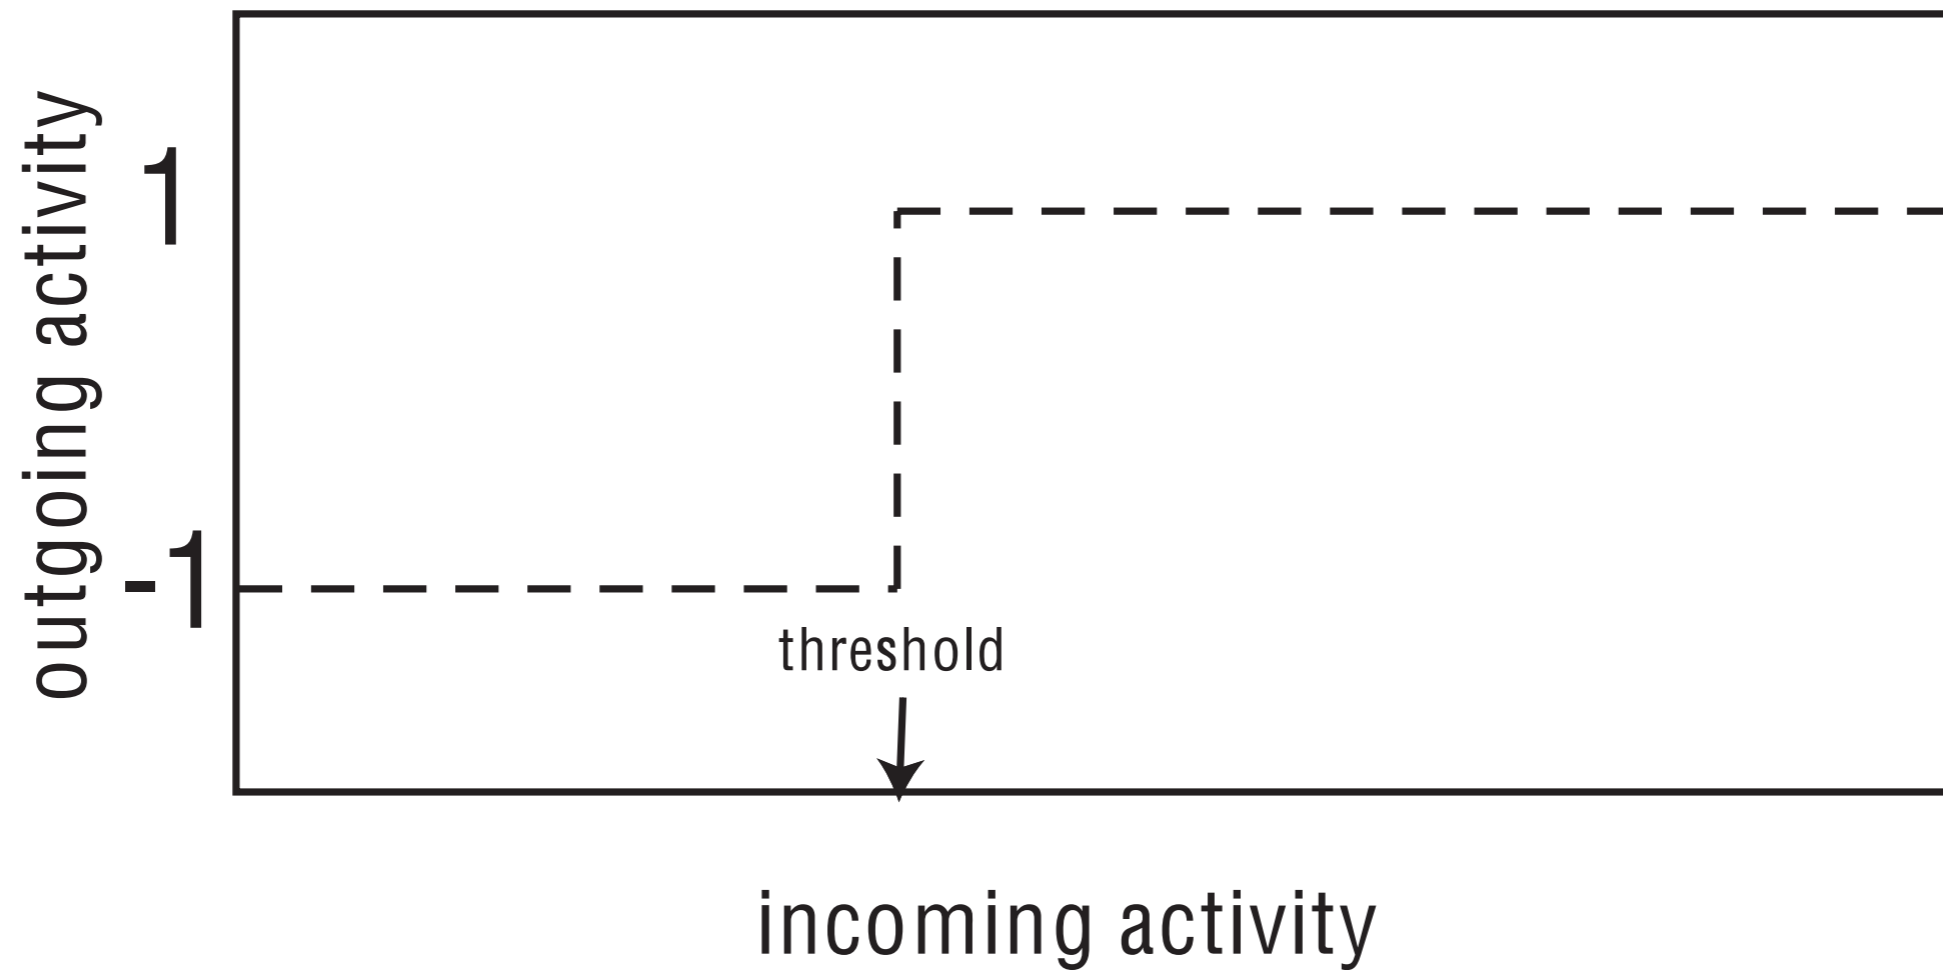 outgoing activity
1
-1
threshold
incoming activity